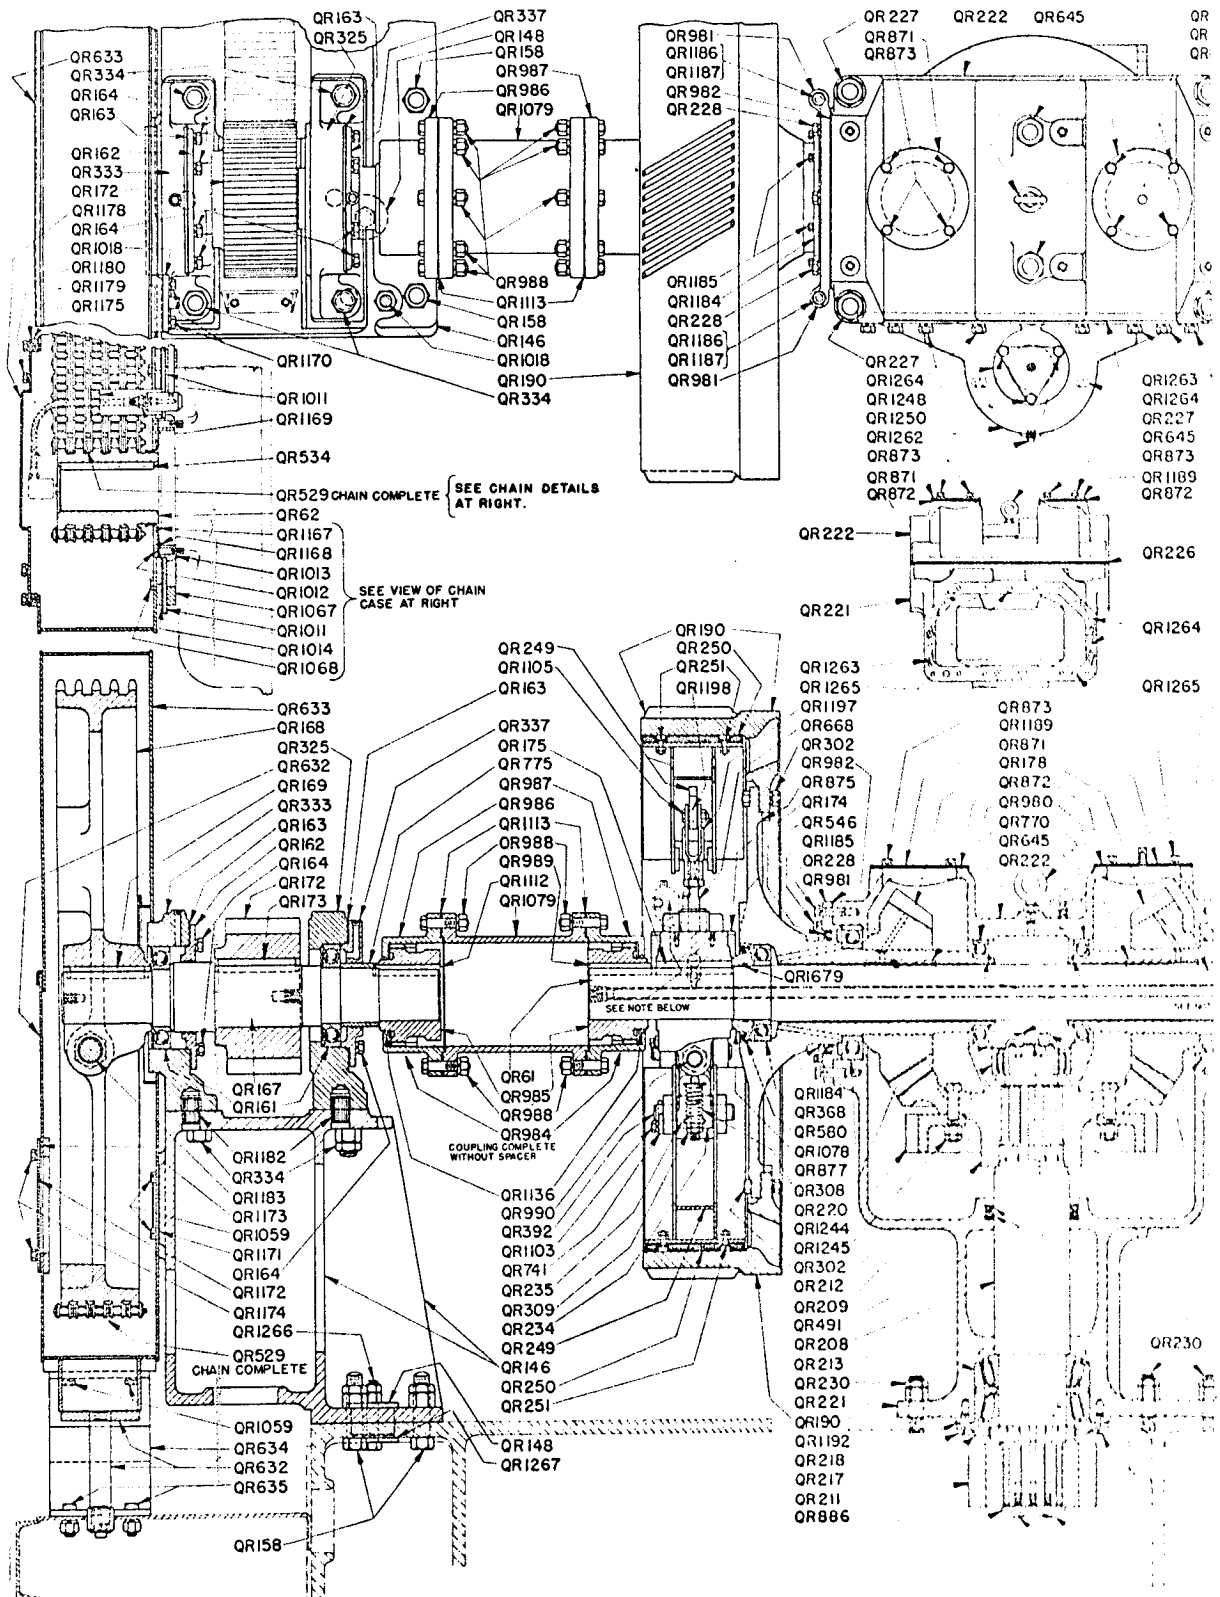 QR633
QR334
QR164
QR163
QR162
QR333
QR172
QR1178
QR164
QR1018
QR1180
QR1179
QR1175
QR163
QR325
QR337
QR148
QR158
QR987
QR986
QR1079
QR988
QR1113
QR158
QR146
QR1018
QR190
QR334
QR1170
QR1011
QR1169
QR534
QR529 CHAIN COMPLETE
SEE CHAIN DETAILS
AT RIGHT.
QR62
QR1167
QR1168
QR1013
QR1012
QR1067
QR1011
QR1014
QR1068
SEE VIEW OF CHAIN
CASE AT RIGHT
QR981
QR1186
QR1187
QR982
QR228
QR1185
QR1184
QR228
QR1186
QR1187
QR981
QR227
QR871
QR873
QR222
QR645
QR
QR
QR
QR227
QR1264
QR1248
QR1250
QR1262
QR873
QR871
QR872
QR1263
QR1264
QR227
QR645
QR873
QR1189
QR872
QR222
QR226
QR221
QR1264
QR1263
QR1265
QR1265
QR633
QR168
QR325
QR632
QR169
QR333
QR163
QR162
QR164
QR172
QR173
QR249
QR1105
QR163
QR337
QR175
QR775
QR987
QR986
QR1113
QR988
QR989
QR1112
QR1079
QR190
QR250
QR251
QR1198
QR1197
QR668
QR302
QR982
QR875
QR174
QR546
QR1185
QR228
QR981
QR873
QR1189
QR871
QR178
QR872
QR980
QR770
QR645
QR222
QR1679
SEE NOTE BELOW
QR167
QR161
QR61
QR985
QR988
QR984
COUPLING COMPLETE
WITHOUT SPACER
QR1182
QR334
QR1183
QR1173
QR1059
QR1171
QR164
QR1172
QR1174
QR1266
QR529
CHAIN COMPLETE
QR1136
QR990
QR392
QR1103
QR741
QR235
QR309
QR234
QR249
QR146
QR250
QR251
QR148
QR1267
QR1059
QR634
QR632
QR635
QR158
QR1184
QR368
QR580
QR1078
QR877
QR308
QR220
QR1244
QR1245
QR302
QR212
QR209
QR491
QR208
QR213
QR230
QR221
QR190
QR1192
QR218
QR217
QR211
QR886
QR230